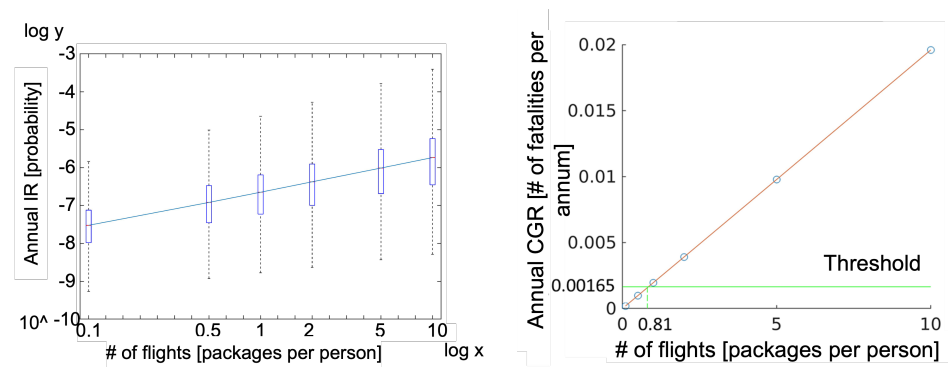 log y
-3
-4
-5
-6
-7
-8
-9
10^ -10
Annual IR [probability]
0.1 0.5 1 2 5 10
# of flights [packages per person]
log x
Annual CGR [# of fatalities per
annum]
0.02
0.015
0.01
0.005
0.00165
0
Threshold
0 0.81 5 10
# of flights [packages per person]